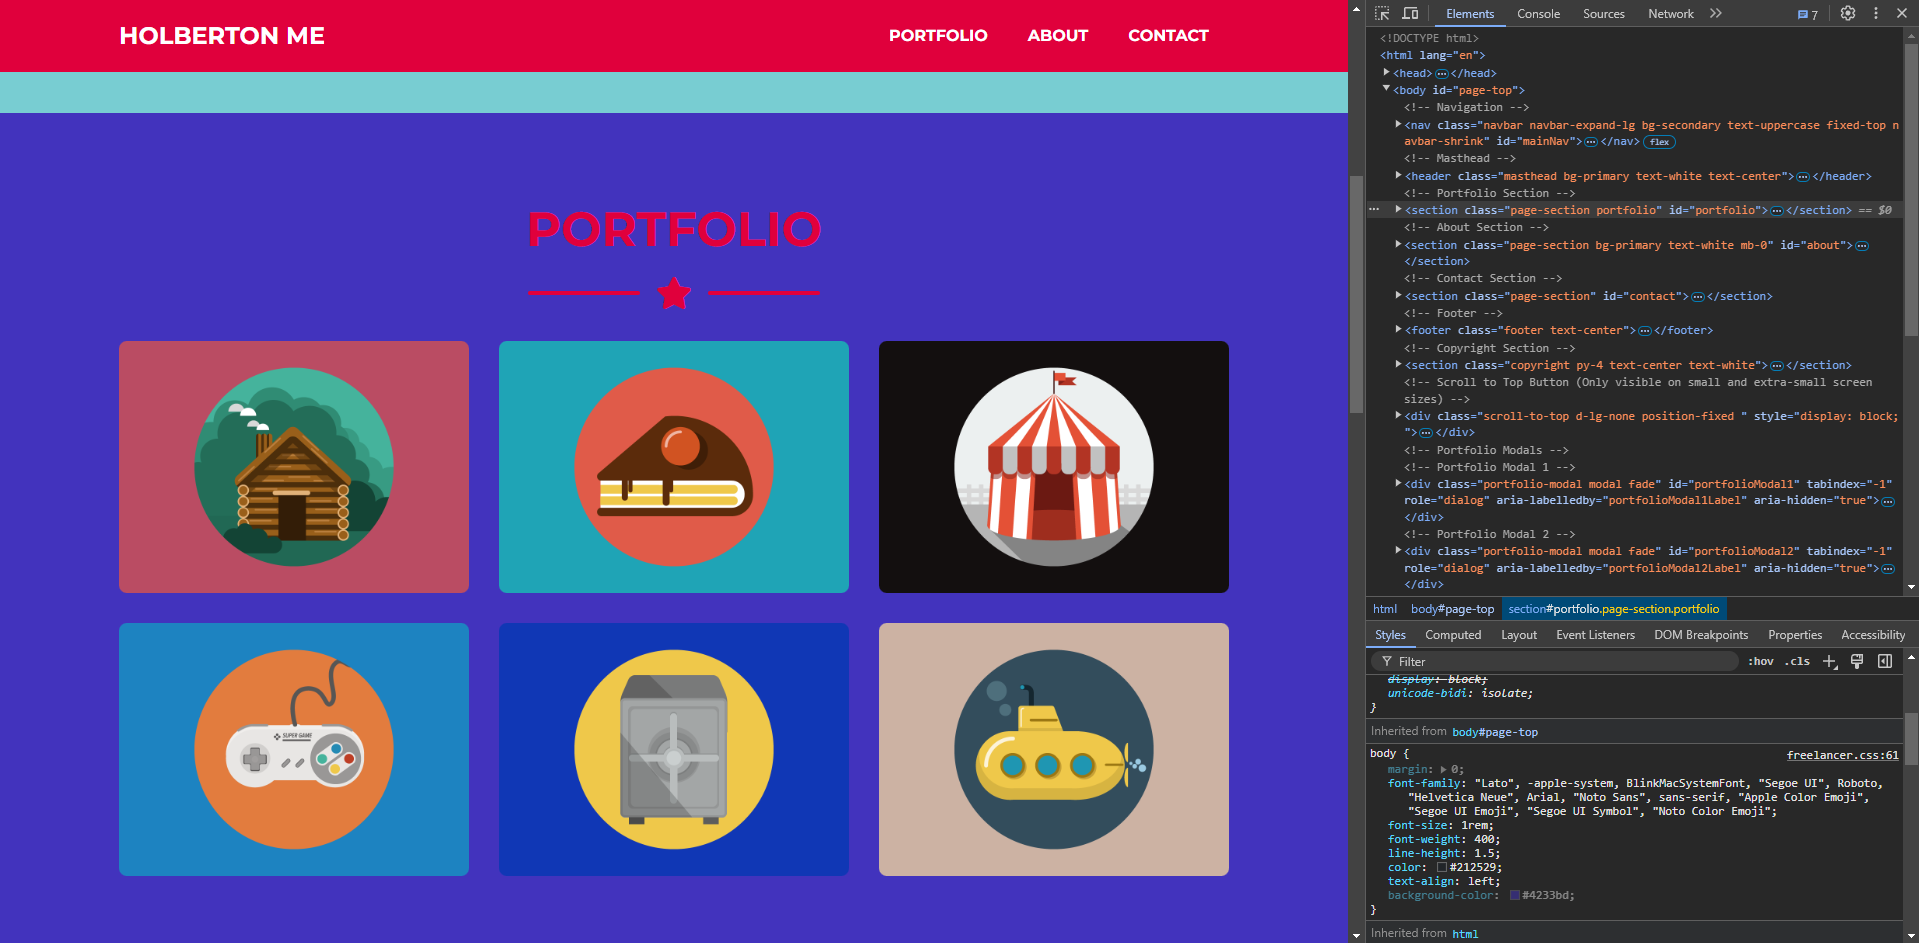 HOLBERTON ME
PORTFOLIO ABOUT CONTACT
PORTFOLIO
SUPER GAME
Elements Console Sources Network 7
<!DOCTYPE html>
<html lang="en">
<head> ··· </head>
<body id="page-top">
<!-- Navigation -->
<nav class="navbar navbar-expand-lg bg-secondary text-uppercase fixed-top n
avbar-shrink" id="mainNav"> ··· </nav> flex
<!-- Masthead -->
<header class="masthead bg-primary text-white text-center"> ··· </header>
<!-- Portfolio Section -->
··· <section class="page-section portfolio" id="portfolio"> ··· </section> == $0
<!-- About Section -->
<section class="page-section bg-primary text-white mb-0" id="about"> ···
</section>
<!-- Contact Section -->
<section class="page-section" id="contact"> ··· </section>
<!-- Footer -->
<footer class="footer text-center"> ··· </footer>
<!-- Copyright Section -->
<section class="copyright py-4 text-center text-white"> ··· </section>
<!-- Scroll to Top Button (Only visible on small and extra-small screen
sizes) -->
<div class="scroll-to-top d-lg-none position-fixed " style="display: block;
"> ··· </div>
<!-- Portfolio Modals -->
<!-- Portfolio Modal 1 -->
<div class="portfolio-modal modal fade" id="portfolioModal1" tabindex="-1"
role="dialog" aria-labelledby="portfolioModal1Label" aria-hidden="true"> ···
</div>
<!-- Portfolio Modal 2 -->
<div class="portfolio-modal modal fade" id="portfolioModal2" tabindex="-1"
role="dialog" aria-labelledby="portfolioModal2Label" aria-hidden="true"> ···
</div>
html body#page-top section#portfolio.page-section.portfolio
Styles Computed Layout Event Listeners DOM Breakpoints Properties Accessibility
Filter :hov .cls
display: block;
unicode-bidi: isolate;
}
Inherited from body#page-top
body { freelancer.css:61
margin: 0;
font-family: "Lato", -apple-system, BlinkMacSystemFont, "Segoe UI", Roboto,
"Helvetica Neue", Arial, "Noto Sans", sans-serif, "Apple Color Emoji",
"Segoe UI Emoji", "Segoe UI Symbol", "Noto Color Emoji";
font-size: 1rem;
font-weight: 400;
line-height: 1.5;
color: #212529;
text-align: left;
background-color: #4233bd;
}
Inherited from html